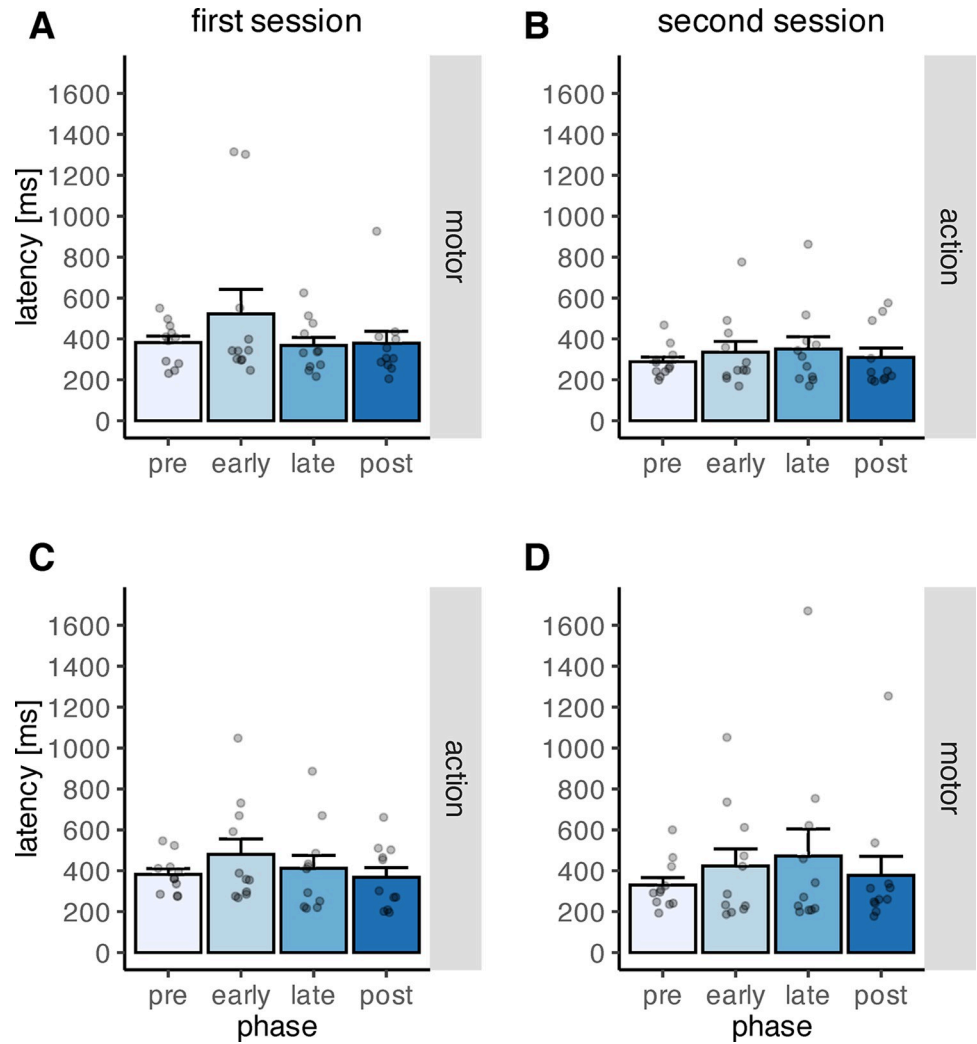 A first session
B second session
latency [ms]
1600
1400
1200
1000
800
600
400
200
0
pre early late post
motor
1600
1400
1200
1000
800
600
400
200
0
pre early late post
action
C
D
latency [ms]
1600
1400
1200
1000
800
600
400
200
0
pre early late post
phase
action
1600
1400
1200
1000
800
600
400
200
0
pre early late post
phase
motor